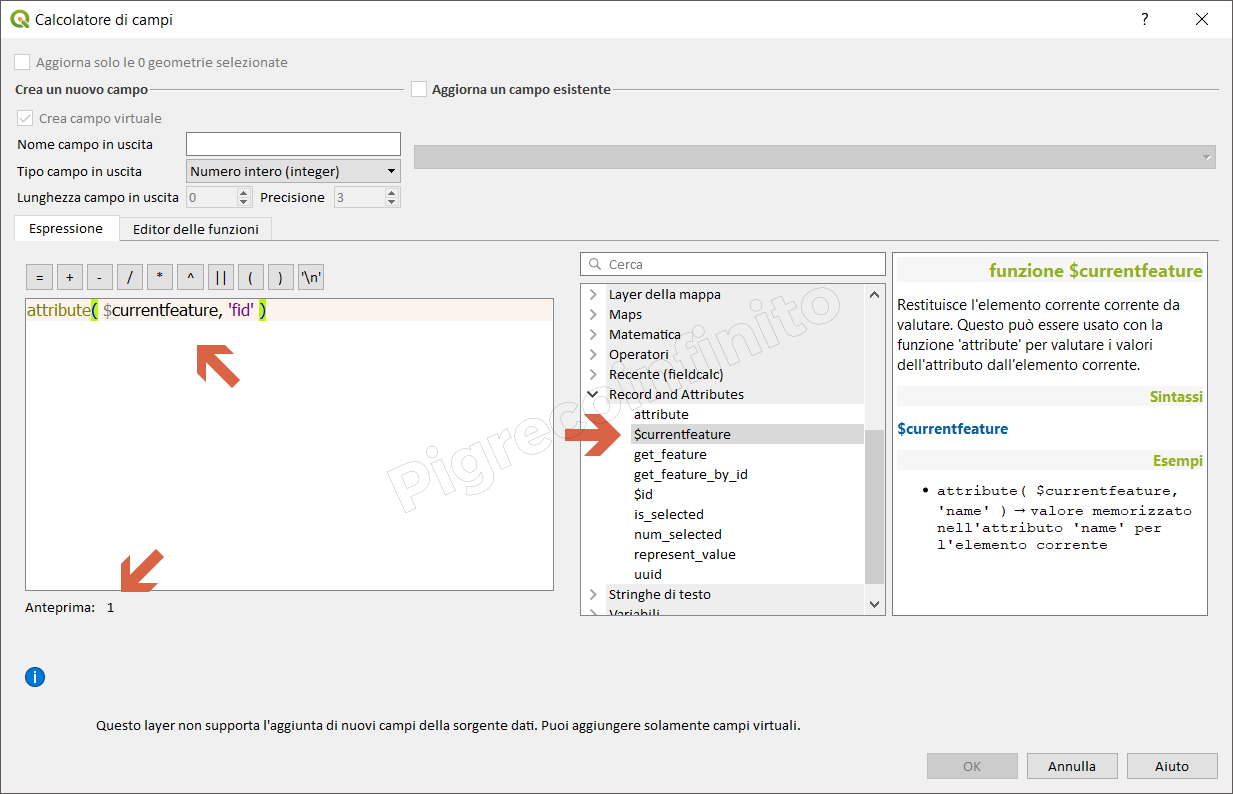 Calcolatore di campi
?
Aggiorna solo le 0 geometrie selezionate
Crea un nuovo campo
Aggiorna un campo esistente
Crea campo virtuale
Nome campo in uscita
Tipo campo in uscita Numero intero (integer)
Lunghezza campo in uscita 0 Precisione 3
Espressione Editor delle funzioni
= + - / * ^ || ( ) '\n'
attribute( $currentfeature, 'fid' )
Anteprima: 1
Cerca
Layer della mappa
Maps
Matematica
Operatori
Recente (fieldcalc)
Record and Attributes
attribute
$currentfeature
get_feature
get_feature_by_id
$id
is_selected
num_selected
represent_value
uuid
Stringhe di testo
Variabili
funzione $currentfeature
Restituisce l'elemento corrente corrente da
valutare. Questo può essere usato con la
funzione 'attribute' per valutare i valori
dell'attributo dall'elemento corrente.
Sintassi
$currentfeature
Esempi
• attribute( $currentfeature,
'name' ) → valore memorizzato
nell'attributo 'name' per
l'elemento corrente
Pigrecoinfinito
i
Questo layer non supporta l'aggiunta di nuovi campi della sorgente dati. Puoi aggiungere solamente campi virtuali.
OK Annulla Aiuto